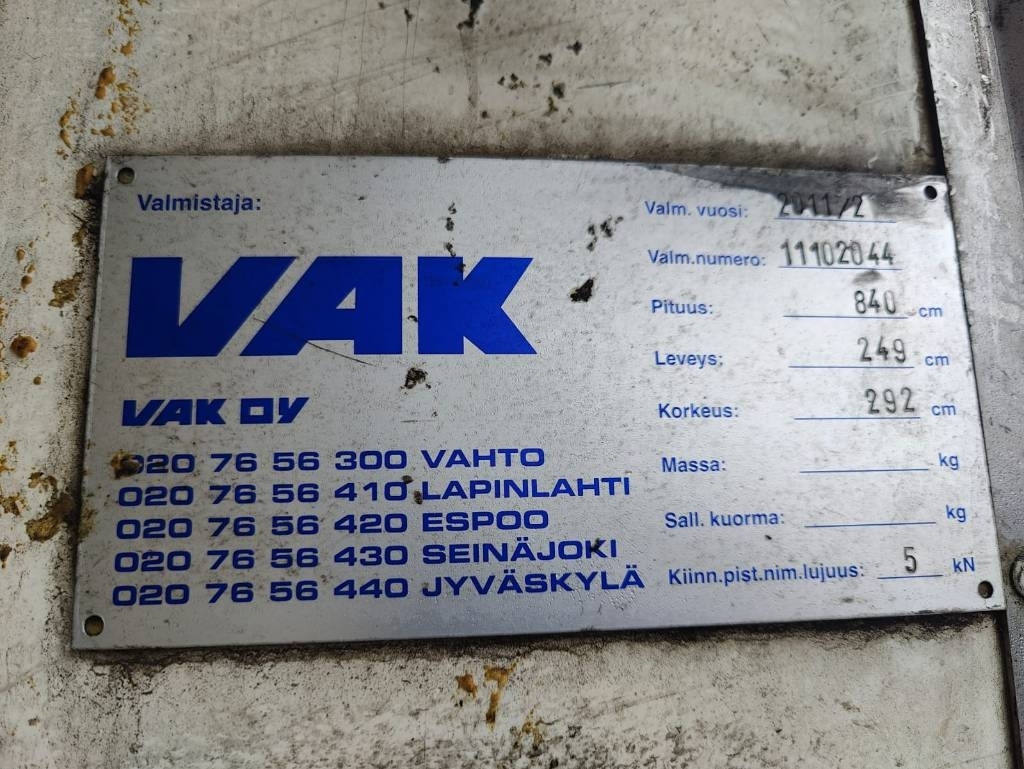 Valmistaja:
VAK
VAK OY
020 76 56 300 VAHTO
020 76 56 410 LAPINLAHTI
020 76 56 420 ESPOO
020 76 56 430 SEINÄJOKI
020 76 56 440 JYVÄSKYLÄ
Valm. vuosi: 2011/2
Valm.numero: 11102044
Pituus: 840 cm
Leveys: 249 cm
Korkeus: 292 cm
Massa: kg
Sall. kuorma: kg
Kiinn.pist.nim.lujuus: 5 kN